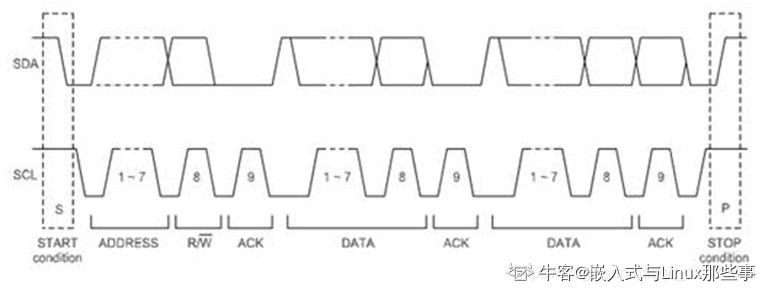 SDA
SCL
1 ~ 7 8 9 1 ~ 7 8 9 1 ~ 7 8 9
S P
START condition ADDRESS R/W̅ ACK DATA ACK DATA ACK STOP condition
牛客@嵌入式与Linux那些事